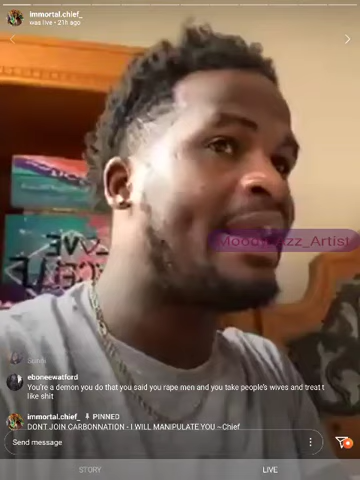 immortal.chief_
was live • 21h ago
Mood Jazz_Artist
eboneewatford
You're a demon you do that you said you rape men and you take people's wives and treat t
like shit
immortal.chief_ PINNED
DONT JOIN CARBONNATION - I WILL MANIPULATE YOU ~Chief
Send message
STORY
LIVE